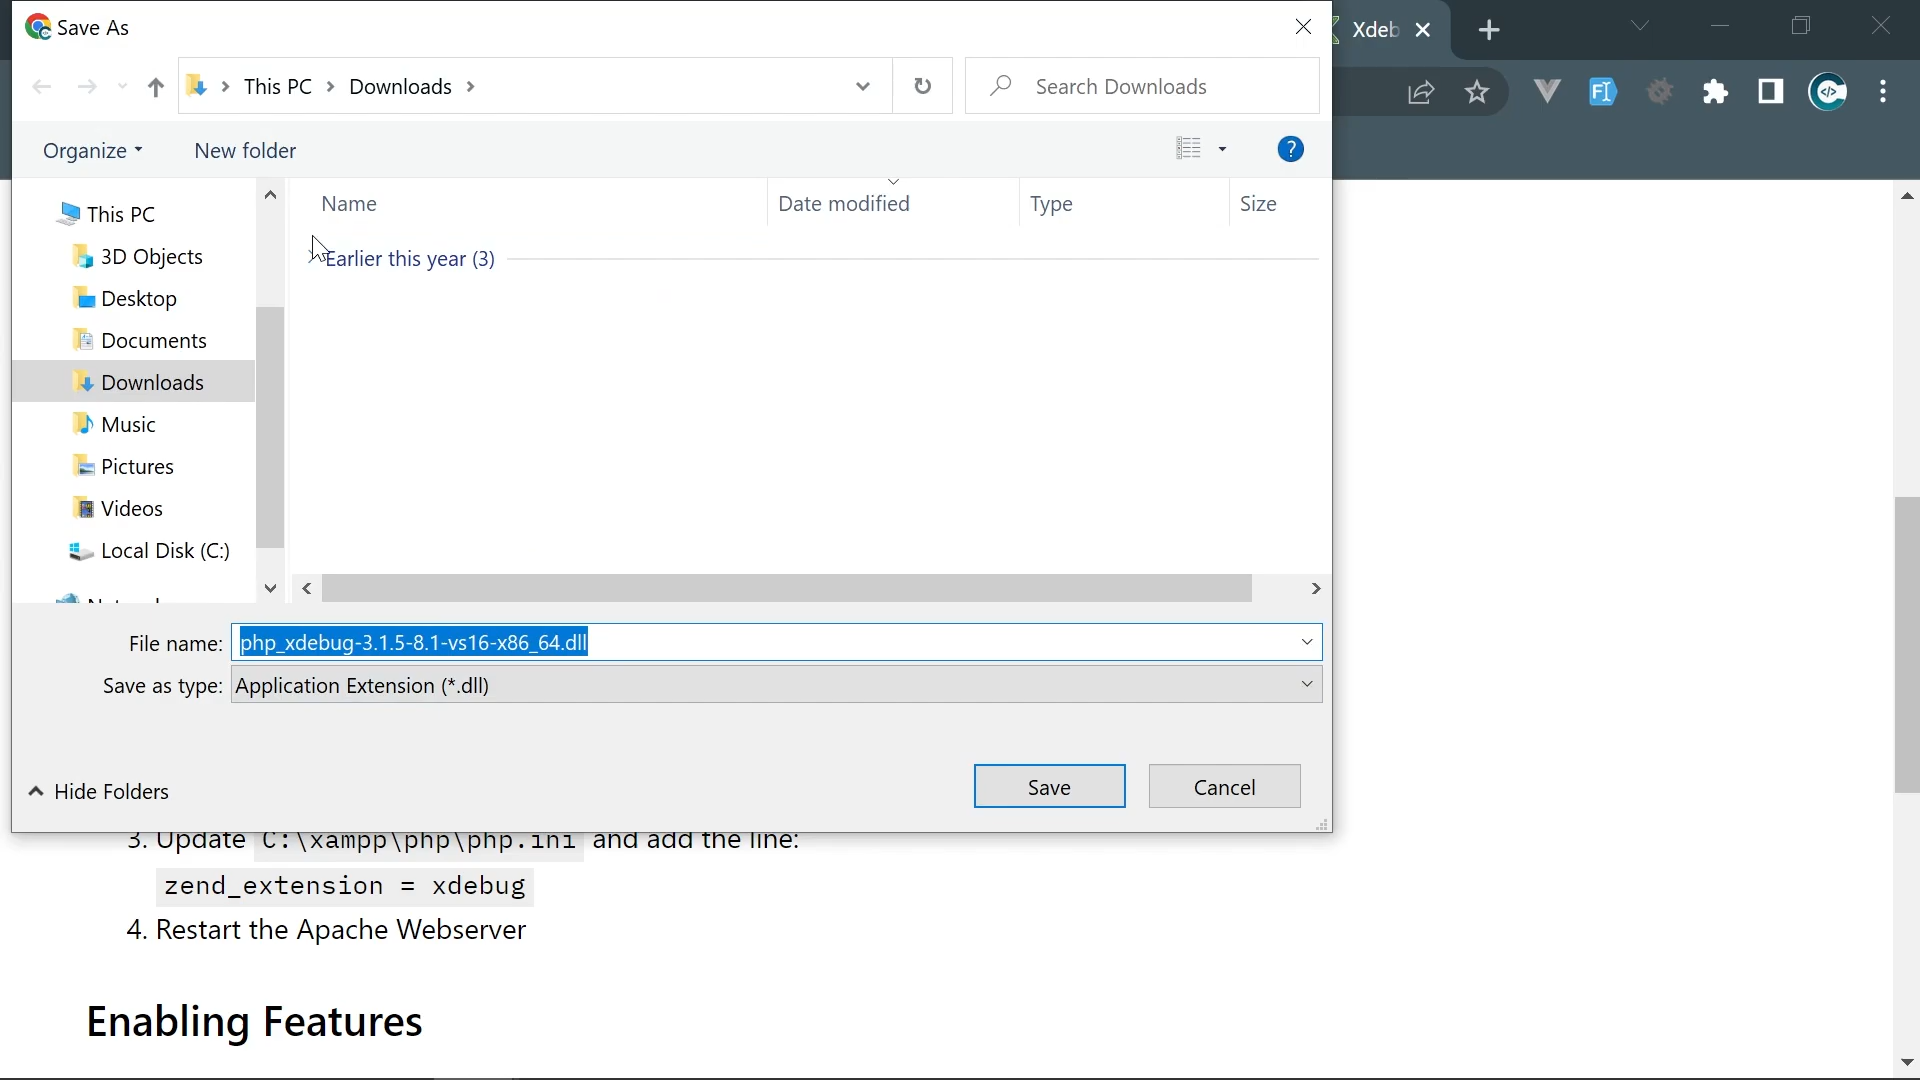 Save As
Xdeb
This PC
Downloads
Search Downloads
Organize
New folder
?
Name
Date modified
Type
Size
Earlier this year (3)
This PC
3D Objects
Desktop
Documents
Downloads
Music
Pictures
Videos
Local Disk (C:)
File name: php_xdebug-3.1.5-8.1-vs16-x86_64.dll
Save as type: Application Extension (*.dll)
Hide Folders
Save
Cancel
3. Update C:\xampp\php\php.ini and add the line:
zend_extension = xdebug
4. Restart the Apache Webserver
Enabling Features